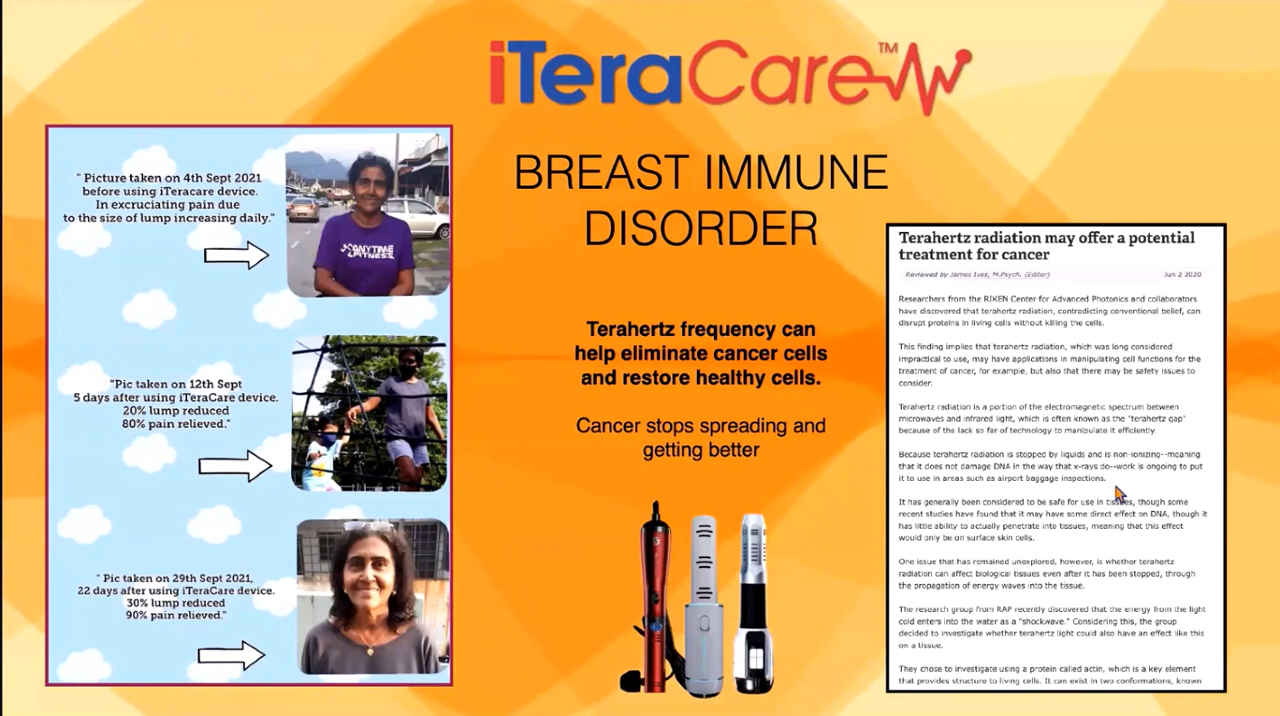 iTeraCare™
BREAST IMMUNE
DISORDER
" Picture taken on 4th Sept 2021
before using iTeracare device.
In excruciating pain due
to the size of lump increasing daily."
ANYTIME
FITNESS.
"Pic taken on 12th Sept
5 days after using iTeraCare device.
20% lump reduced
80% pain relieved."
" Pic taken on 29th Sept 2021,
22 days after using iTeraCare device.
30% lump reduced
90% pain relieved."
Terahertz frequency can
help eliminate cancer cells
and restore healthy cells.
Cancer stops spreading and
getting better
Terahertz radiation may offer a potential
treatment for cancer
Reviewed by James Ives, M.Psych. (Editor)
Jun 2 2020
Researchers from the RIKEN Center for Advanced Photonics and collaborators
have discovered that terahertz radiation, contradicting conventional belief, can
disrupt proteins in living cells without killing the cells.
This finding implies that terahertz radiation, which was long considered
impractical to use, may have applications in manipulating cell functions for the
treatment of cancer, for example, but also that there may be safety issues to
consider.
Terahertz radiation is a portion of the electromagnetic spectrum between
microwaves and infrared light, which is often known as the "terahertz gap"
because of the lack so far of technology to manipulate it efficiently.
Because terahertz radiation is stopped by liquids and is non-ionizing--meaning
that it does not damage DNA in the way that x-rays do--work is ongoing to put
it to use in areas such as airport baggage inspections.
It has generally been considered to be safe for use in tissues, though some
recent studies have found that it may have some direct effect on DNA, though it
has little ability to actually penetrate into tissues, meaning that this effect
would only be on surface skin cells.
One issue that has remained unexplored, however, is whether terahertz
radiation can affect biological tissues even after it has been stopped, through
the propagation of energy waves into the tissue.
The research group from RAP recently discovered that the energy from the light
cold enters into the water as a "shockwave." Considering this, the group
decided to investigate whether terahertz light could also have an effect like this
on a tissue.
They chose to investigate using a protein called actin, which is a key element
that provides structure to living cells. It can exist in two conformations, known